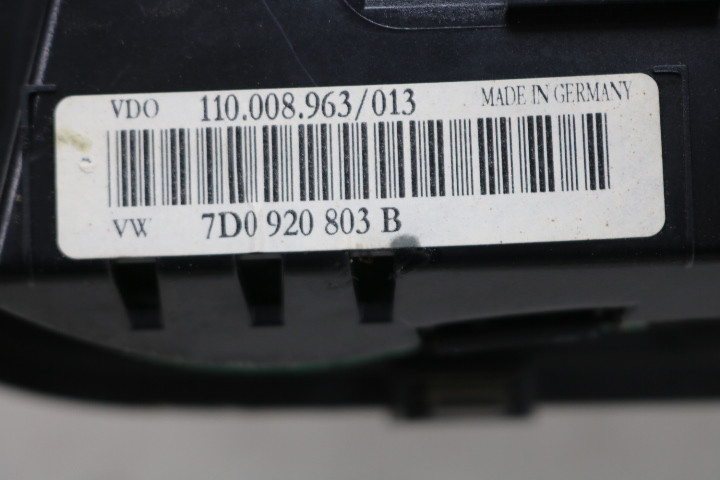 VDO 110.008.963/013 MADE IN GERMANY
VW 7D0 920 803 B